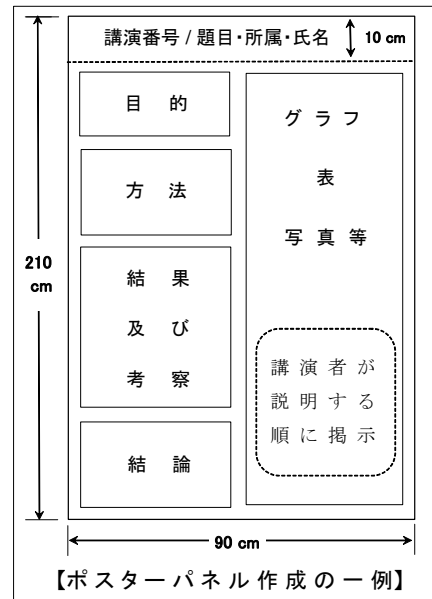 講演番号 / 題目・所属・氏名
10 cm
目 的
方 法
結 果
及 び
考 察
結 論
グ ラ フ
表
写 真 等
講 演 者 が
説 明 す る
順 に 掲 示
210
cm
90 cm
【ポスターパネル作成の一例】